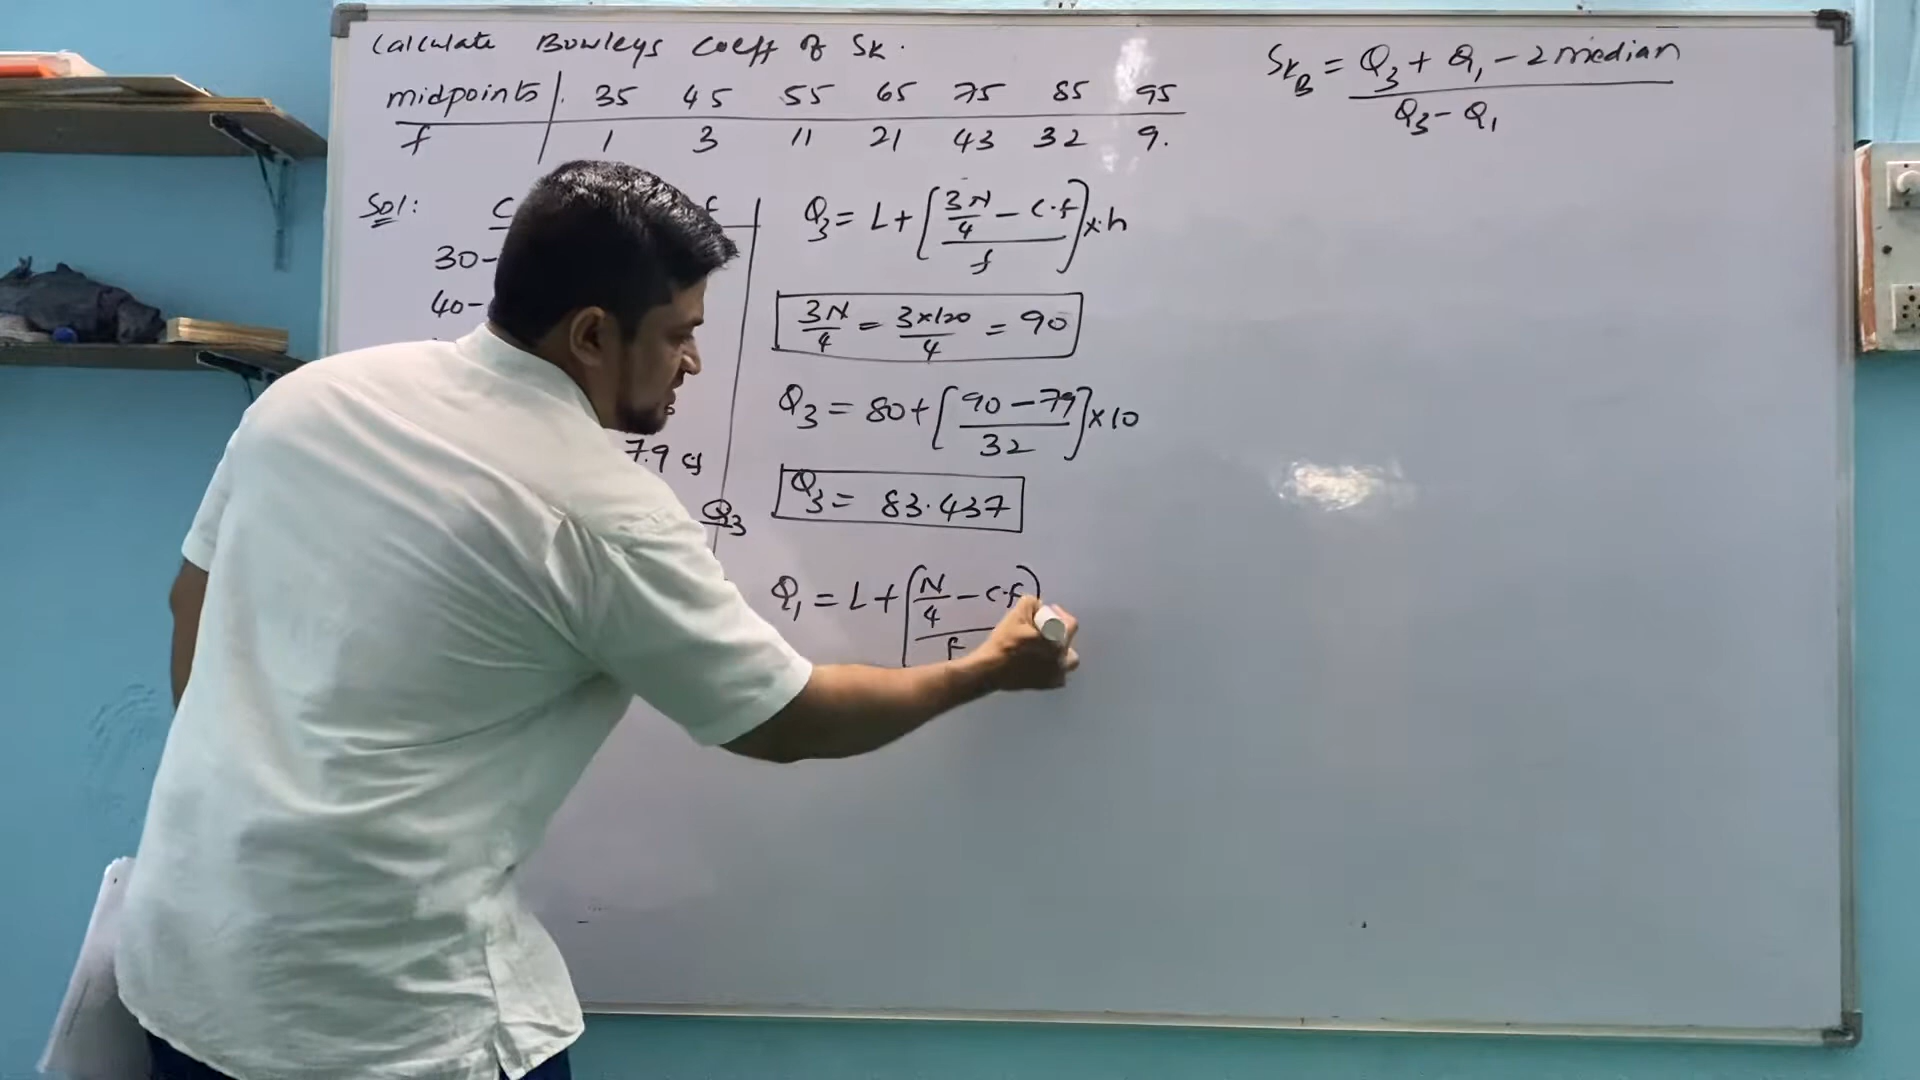 Calculate Bowleys Coeff of Sk.
midpoints 35 45 55 65 75 85 95
f 1 3 11 21 43 32 9.
Sk_B = Q3 + Q1 - 2 median / Q3 - Q1
Sol:
30-
40-
79 cf
Q3
Q3 = L + [3N/4 - c.f / f] x h
3N/4 = 3x120/4 = 90
Q3 = 80 + [90 - 79 / 32] x 10
Q3 = 83.437
Q1 = L + [N/4 - c.f / f